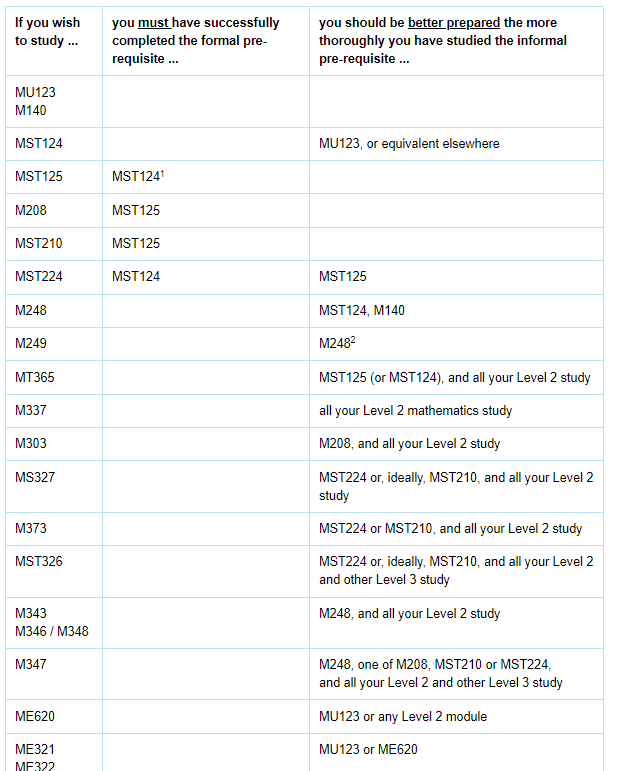 If you wish
to study ...
you must have successfully
completed the formal pre-
requisite ...
you should be better prepared the more
thoroughly you have studied the informal
pre-requisite ...
MU123
M140
MST124
MU123, or equivalent elsewhere
MST125
MST124¹
M208
MST125
MST210
MST125
MST224
MST124
MST125
M248
MST124, M140
M249
M248²
MT365
MST125 (or MST124), and all your Level 2 study
M337
all your Level 2 mathematics study
M303
M208, and all your Level 2 study
MS327
MST224 or, ideally, MST210, and all your Level 2
study
M373
MST224 or MST210, and all your Level 2 study
MST326
MST224 or, ideally, MST210, and all your Level 2
and other Level 3 study
M343
M346 / M348
M248, and all your Level 2 study
M347
M248, one of M208, MST210 or MST224,
and all your Level 2 and other Level 3 study
ME620
MU123 or any Level 2 module
ME321
ME322
MU123 or ME620